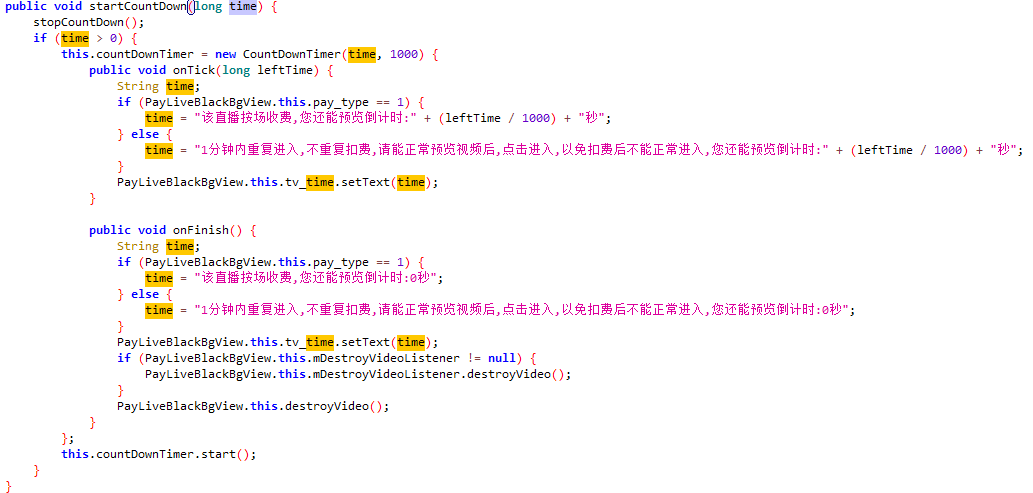 public void startCountDown(long time) {
    stopCountDown();
    if (time > 0) {
        this.countDownTimer = new CountDownTimer(time, 1000) {
            public void onTick(long leftTime) {
                String time;
                if (PayLiveBlackBgView.this.pay_type == 1) {
                    time = "该直播按场收费,您还能预览倒计时:" + (leftTime / 1000) + "秒";
                } else {
                    time = "1分钟内重复进入,不重复扣费,请能正常预览视频后,点击进入,以免扣费后不能正常进入,您还能预览倒计时:" + (leftTime / 1000) + "秒";
                }
                PayLiveBlackBgView.this.tv_time.setText(time);
            }

            public void onFinish() {
                String time;
                if (PayLiveBlackBgView.this.pay_type == 1) {
                    time = "该直播按场收费,您还能预览倒计时:0秒";
                } else {
                    time = "1分钟内重复进入,不重复扣费,请能正常预览视频后,点击进入,以免扣费后不能正常进入,您还能预览倒计时:0秒";
                }
                PayLiveBlackBgView.this.tv_time.setText(time);
                if (PayLiveBlackBgView.this.mDestroyVideoListener != null) {
                    PayLiveBlackBgView.this.mDestroyVideoListener.destroyVideo();
                }
                PayLiveBlackBgView.this.destroyVideo();
            }
        };
        this.countDownTimer.start();
    }
}